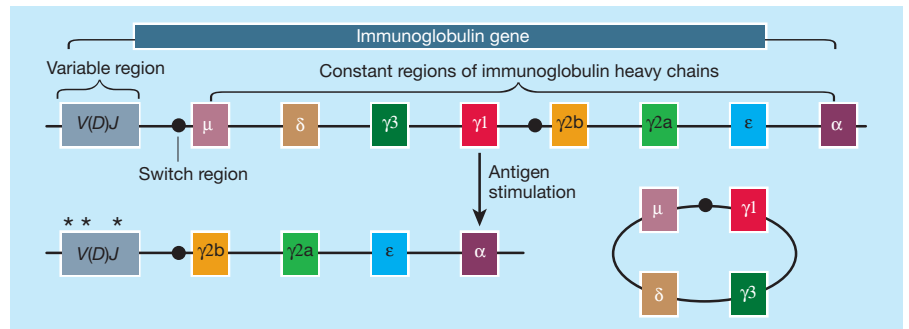 Immunoglobulin gene
Variable region
Constant regions of immunoglobulin heavy chains
V(D)J μ δ γ3 γ1 γ2b γ2a ε α
Switch region
Antigen
stimulation
μ γ1
* * *
V(D)J γ2b γ2a ε α
δ γ3